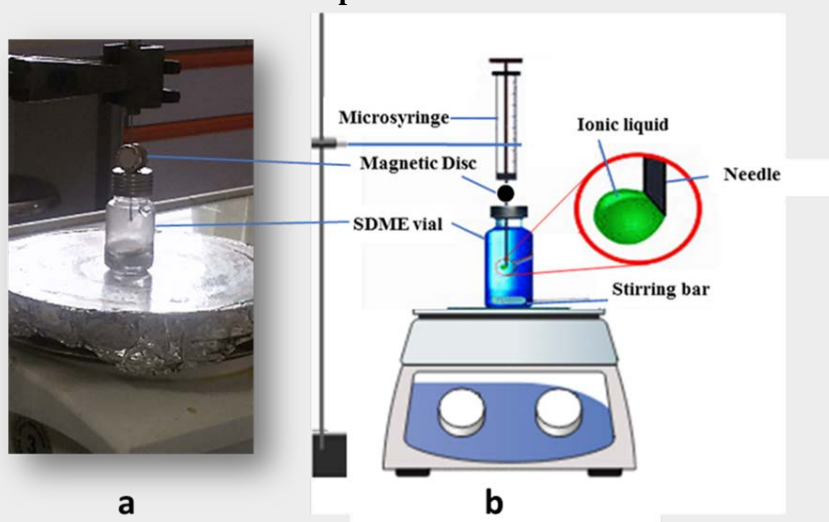 Microsyringe
Ionic liquid
Magnetic Disc
Needle
SDME vial
Stirring bar
a
b